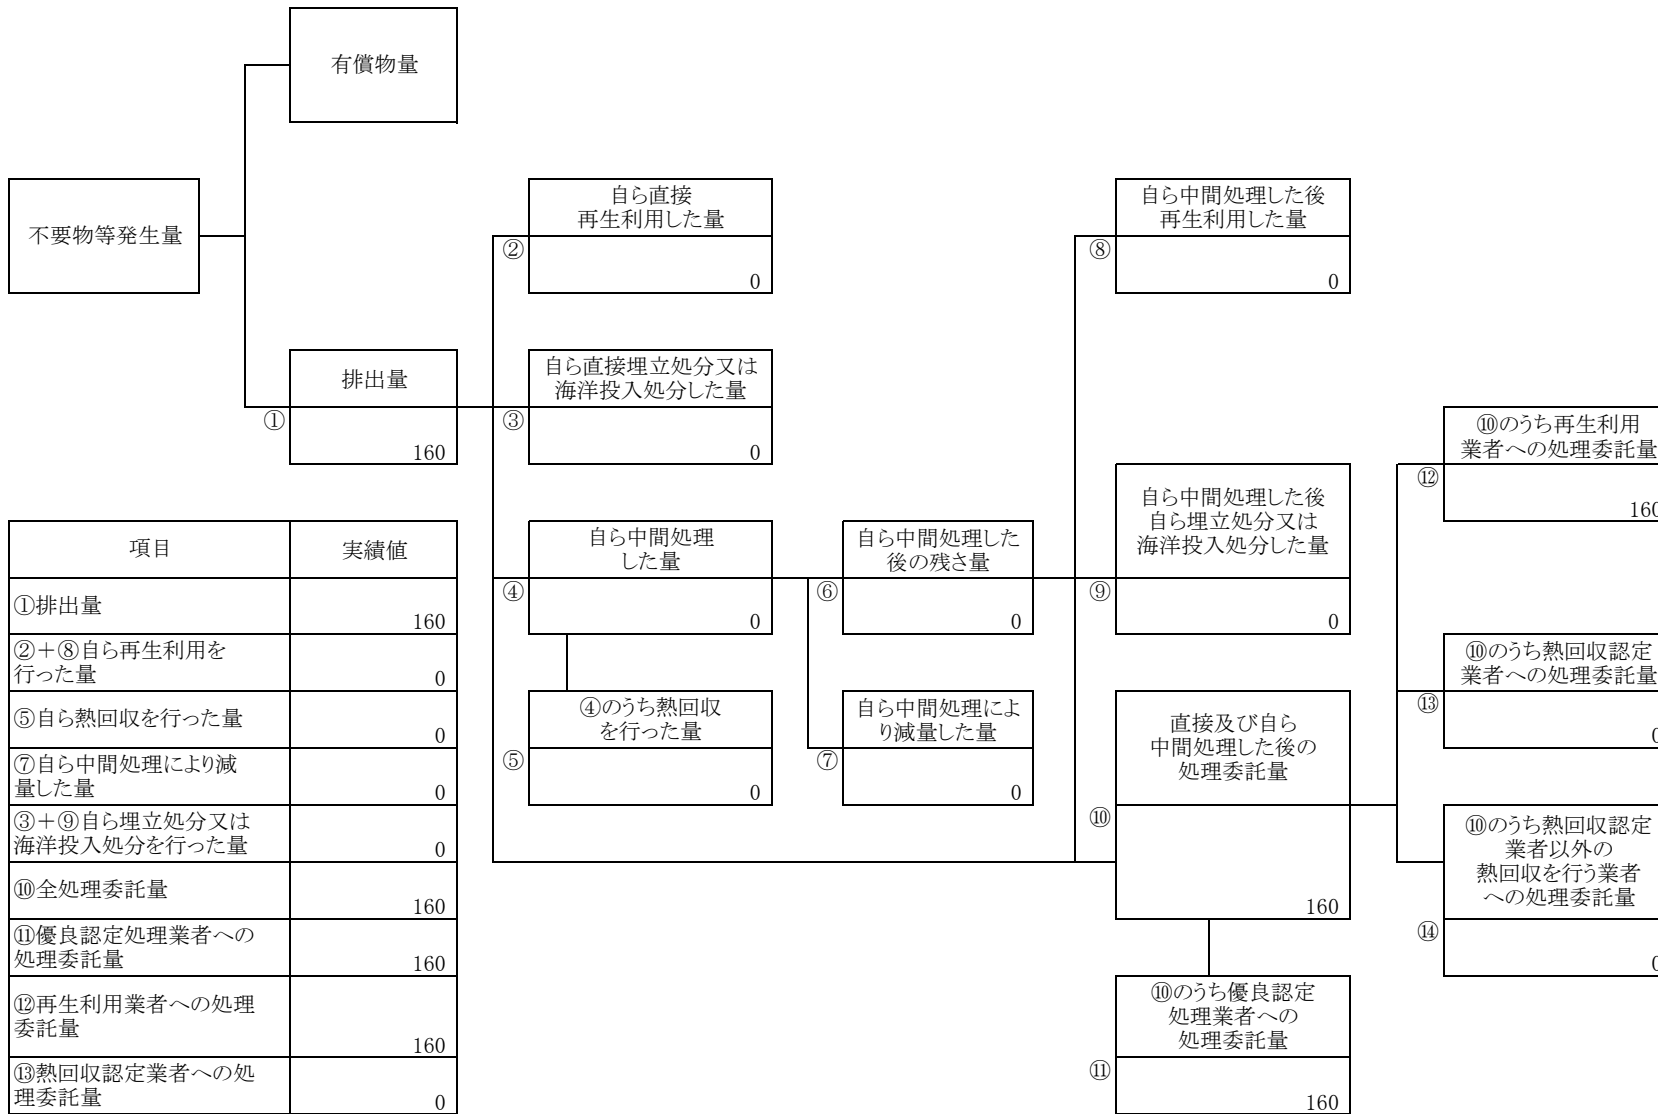 有償物量
不要物等発生量
自ら直接
再生利用した量
②
0
自ら中間処理した後
再生利用した量
⑧
0
排出量
①
160
自ら直接埋立処分又は
海洋投入処分した量
③
0
⑩のうち再生利用
業者への処理委託量
⑫
160
自ら中間処理した後
自ら埋立処分又は
海洋投入処分した量
⑨
0
自ら中間処理
した量
④
0
自ら中間処理した
後の残さ量
⑥
0
⑩のうち熱回収認定
業者への処理委託量
⑬
0
④のうち熱回収
を行った量
⑤
0
自ら中間処理によ
り減量した量
⑦
0
直接及び自ら
中間処理した後の
処理委託量
⑩
160
⑩のうち熱回収認定
業者以外の
熱回収を行う業者
への処理委託量
⑭
0
⑩のうち優良認定
処理業者への
処理委託量
⑪
160
項目 実績値
①排出量
160
②+⑧自ら再生利用を
行った量 0
⑤自ら熱回収を行った量
0
⑦自ら中間処理により減
量した量 0
③+⑨自ら埋立処分又は
海洋投入処分を行った量 0
⑩全処理委託量
160
⑪優良認定処理業者への
処理委託量 160
⑫再生利用業者への処理
委託量
160
⑬熱回収認定業者への処
理委託量 0